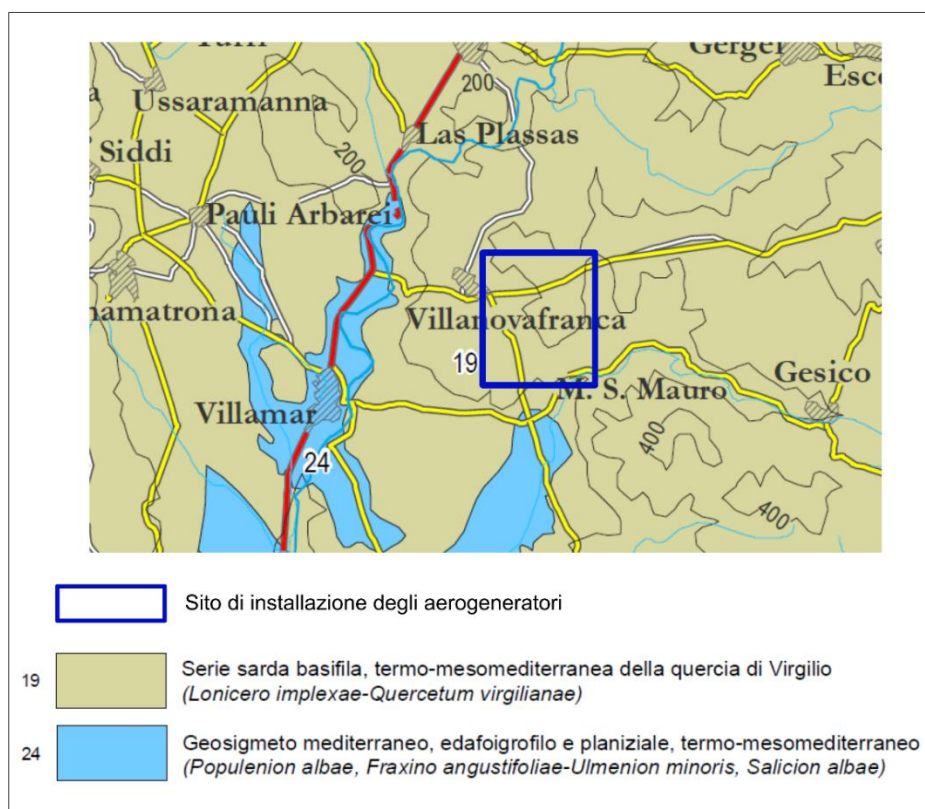 Gergei
200
Ussaramanna
Las Plassas
Siddi
200
Pauli Arbarei
namatrona
Villanovafranca
19
M. S. Mauro
Gesico
Villamar
24
400
400
Sito di installazione degli aerogeneratori
19 Serie sarda basifila, termo-mesomediterranea della quercia di Virgilio
(Lonicero implexae-Quercetum virgilianae)
24 Geosigmeto mediterraneo, edafoigrofilo e planiziale, termo-mesomediterraneo
(Populenion albae, Fraxino angustifoliae-Ulmenion minoris, Salicion albae)